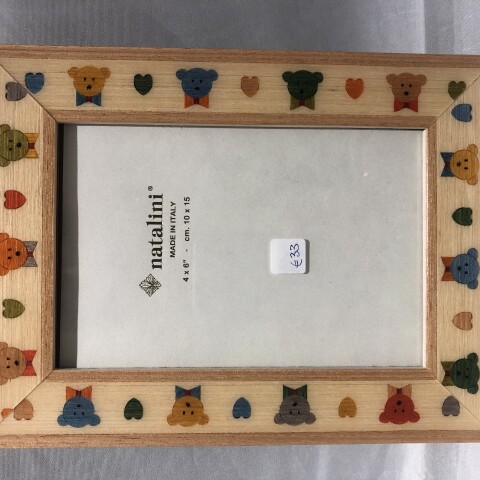 natalini®
MADE IN ITALY
4 x 6" - cm. 10 x 15
€33